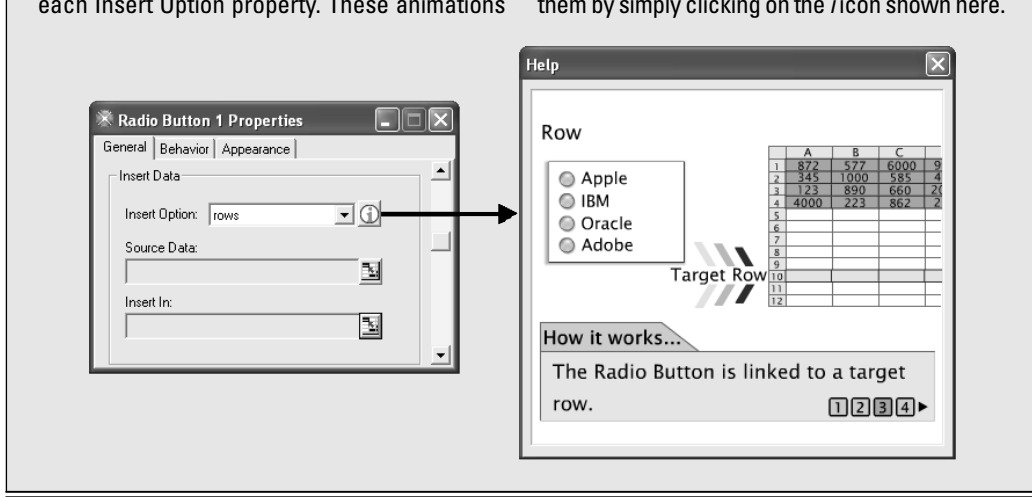 each Insert Option property. These animations
them by simply clicking on the i icon shown here.
Radio Button 1 Properties
General Behavior Appearance
Insert Data
Insert Option: rows
Source Data:
Insert In:
Help
Row
Apple
IBM
Oracle
Adobe
Target Row
A B C
1 872 577 6000 9
2 345 1000 585 4
3 123 890 660 20
4 4000 223 862 2
5
6
7
8
9
10
11
12
How it works...
The Radio Button is linked to a target
row.
1 2 3 4